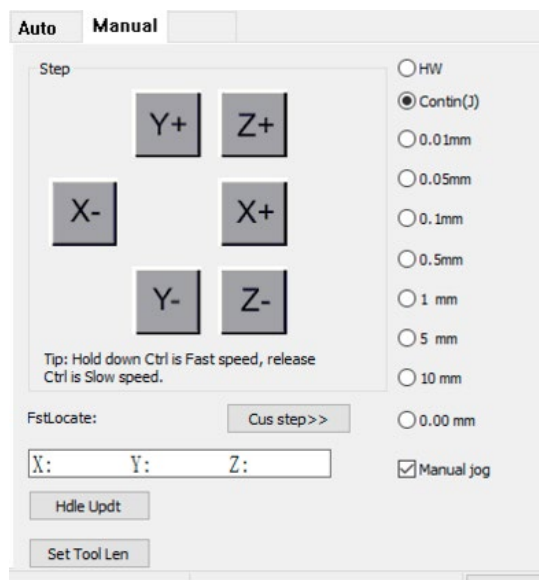 Auto Manual
Step
Y+ Z+
X- X+
Y- Z-
Tip: Hold down Ctrl is Fast speed, release
Ctrl is Slow speed.
HW
Contin(J)
0.01mm
0.05mm
0.1mm
0.5mm
1 mm
5 mm
10 mm
0.00 mm
Manual jog
FstLocate:
Cus step>>
X: Y: Z:
Hdle Updt
Set Tool Len